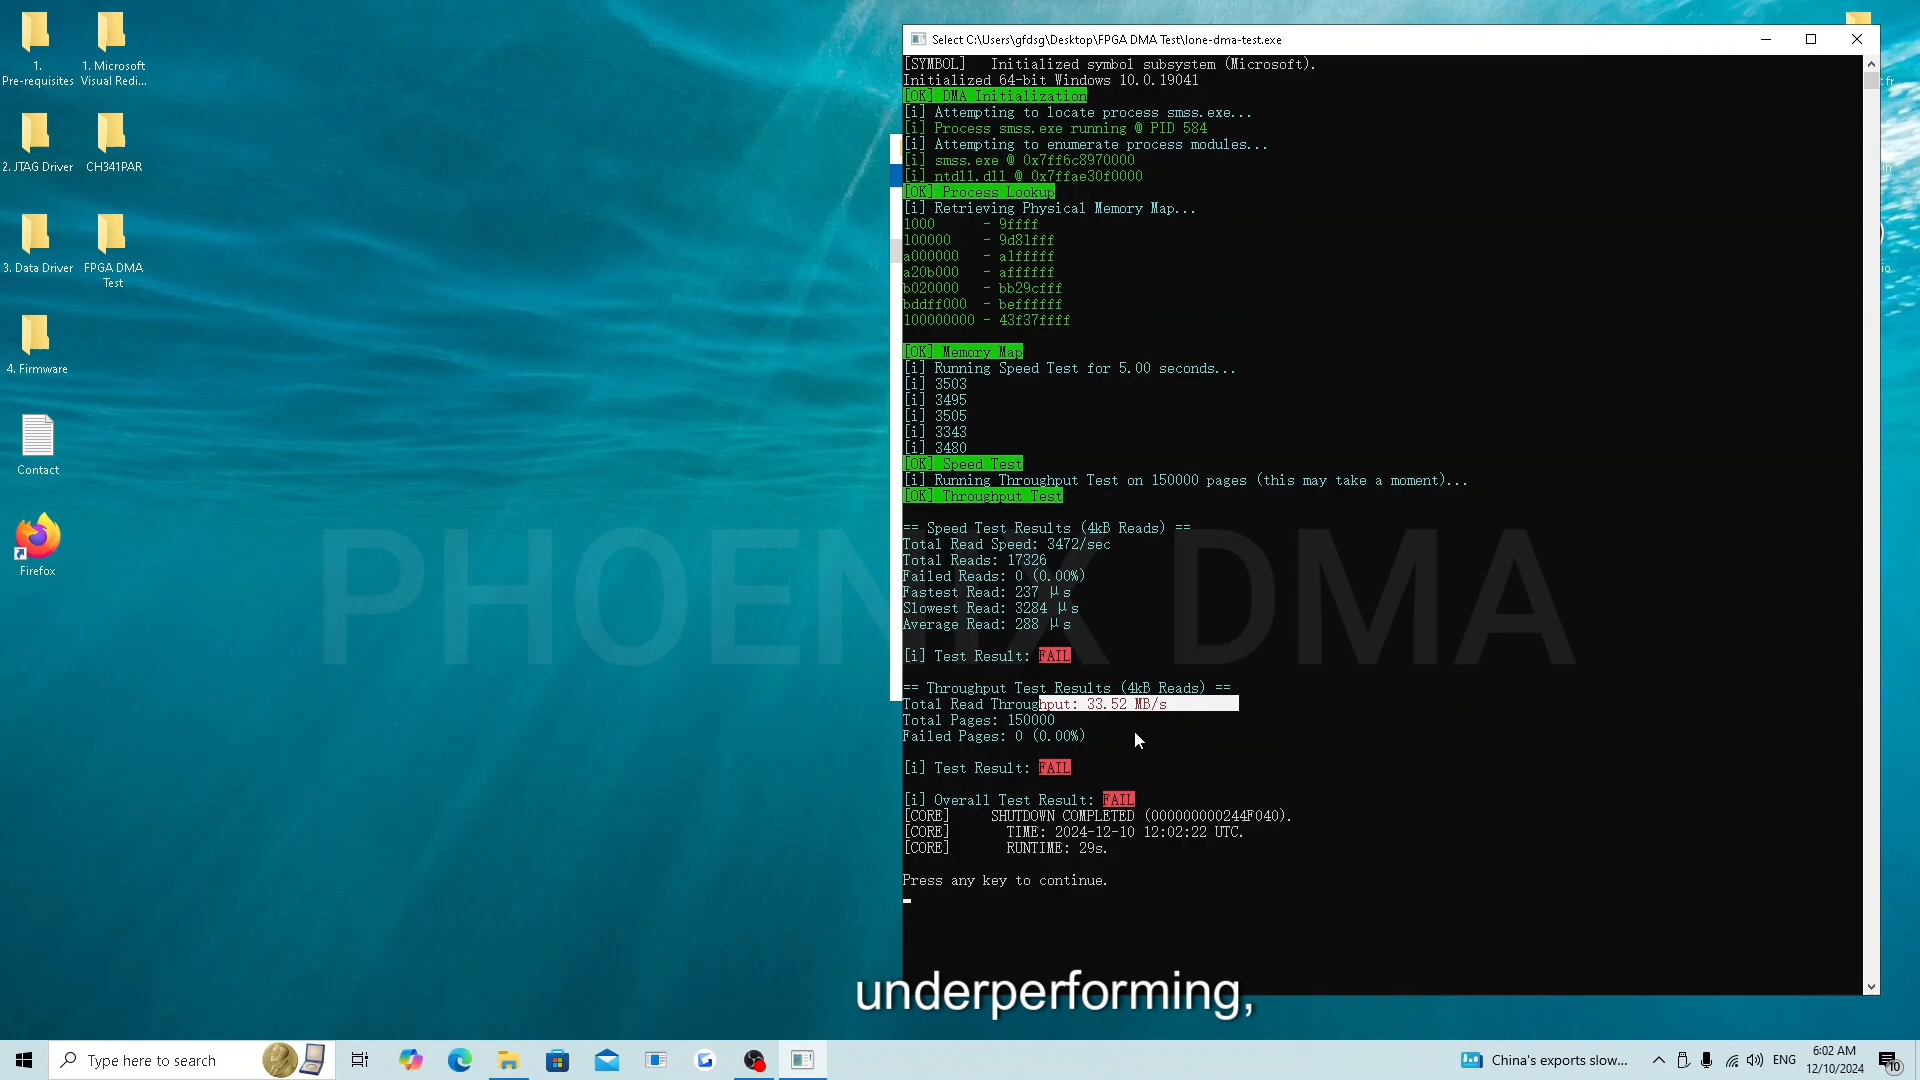 1.
Pre-requisites
1. Microsoft
Visual Redi...
2. JTAG Driver
CH341PAR
3. Data Driver
FPGA DMA
Test
4. Firmware
Contact
Firefox
Select C:\Users\gfdsg\Desktop\FPGA DMA Test\lone-dma-test.exe
[SYMBOL]   Initialized symbol subsystem (Microsoft).
Initialized 64-bit Windows 10.0.19041
[OK] DMA Initialization
[i] Attempting to locate process smss.exe...
[i] Process smss.exe running @ PID 584
[i] Attempting to enumerate process modules...
[i] smss.exe @ 0x7ff6c8970000
[i] ntdll.dll @ 0x7ffae30f0000
[OK] Process Lookup
[i] Retrieving Physical Memory Map...
1000      - 9ffff
100000    - 9d81fff
a000000   - a1fffff
a20b000   - affffff
b020000   - bb29cfff
bddff000  - beffffff
100000000 - 43f37ffff
[OK] Memory Map
[i] Running Speed Test for 5.00 seconds...
[i] 3503
[i] 3495
[i] 3505
[i] 3343
[i] 3480
[OK] Speed Test
[i] Running Throughput Test on 150000 pages (this may take a moment)...
[OK] Throughput Test
== Speed Test Results (4kB Reads) ==
Total Read Speed: 3472/sec
Total Reads: 17326
Failed Reads: 0 (0.00%)
Fastest Read: 237 μs
Slowest Read: 3284 μs
Average Read: 288 μs
[i] Test Result: FAIL
== Throughput Test Results (4kB Reads) ==
Total Read Throughput: 33.52 MB/s
Total Pages: 150000
Failed Pages: 0 (0.00%)
[i] Test Result: FAIL
[i] Overall Test Result: FAIL
[CORE]     SHUTDOWN COMPLETED (000000000244F040).
[CORE]       TIME: 2024-12-10 12:02:22 UTC.
[CORE]       RUNTIME: 29s.
Press any key to continue.
PHOENIX DMA
underperforming,
Type here to search
China's exports slow...
ENG
6:02 AM
12/10/2024
10